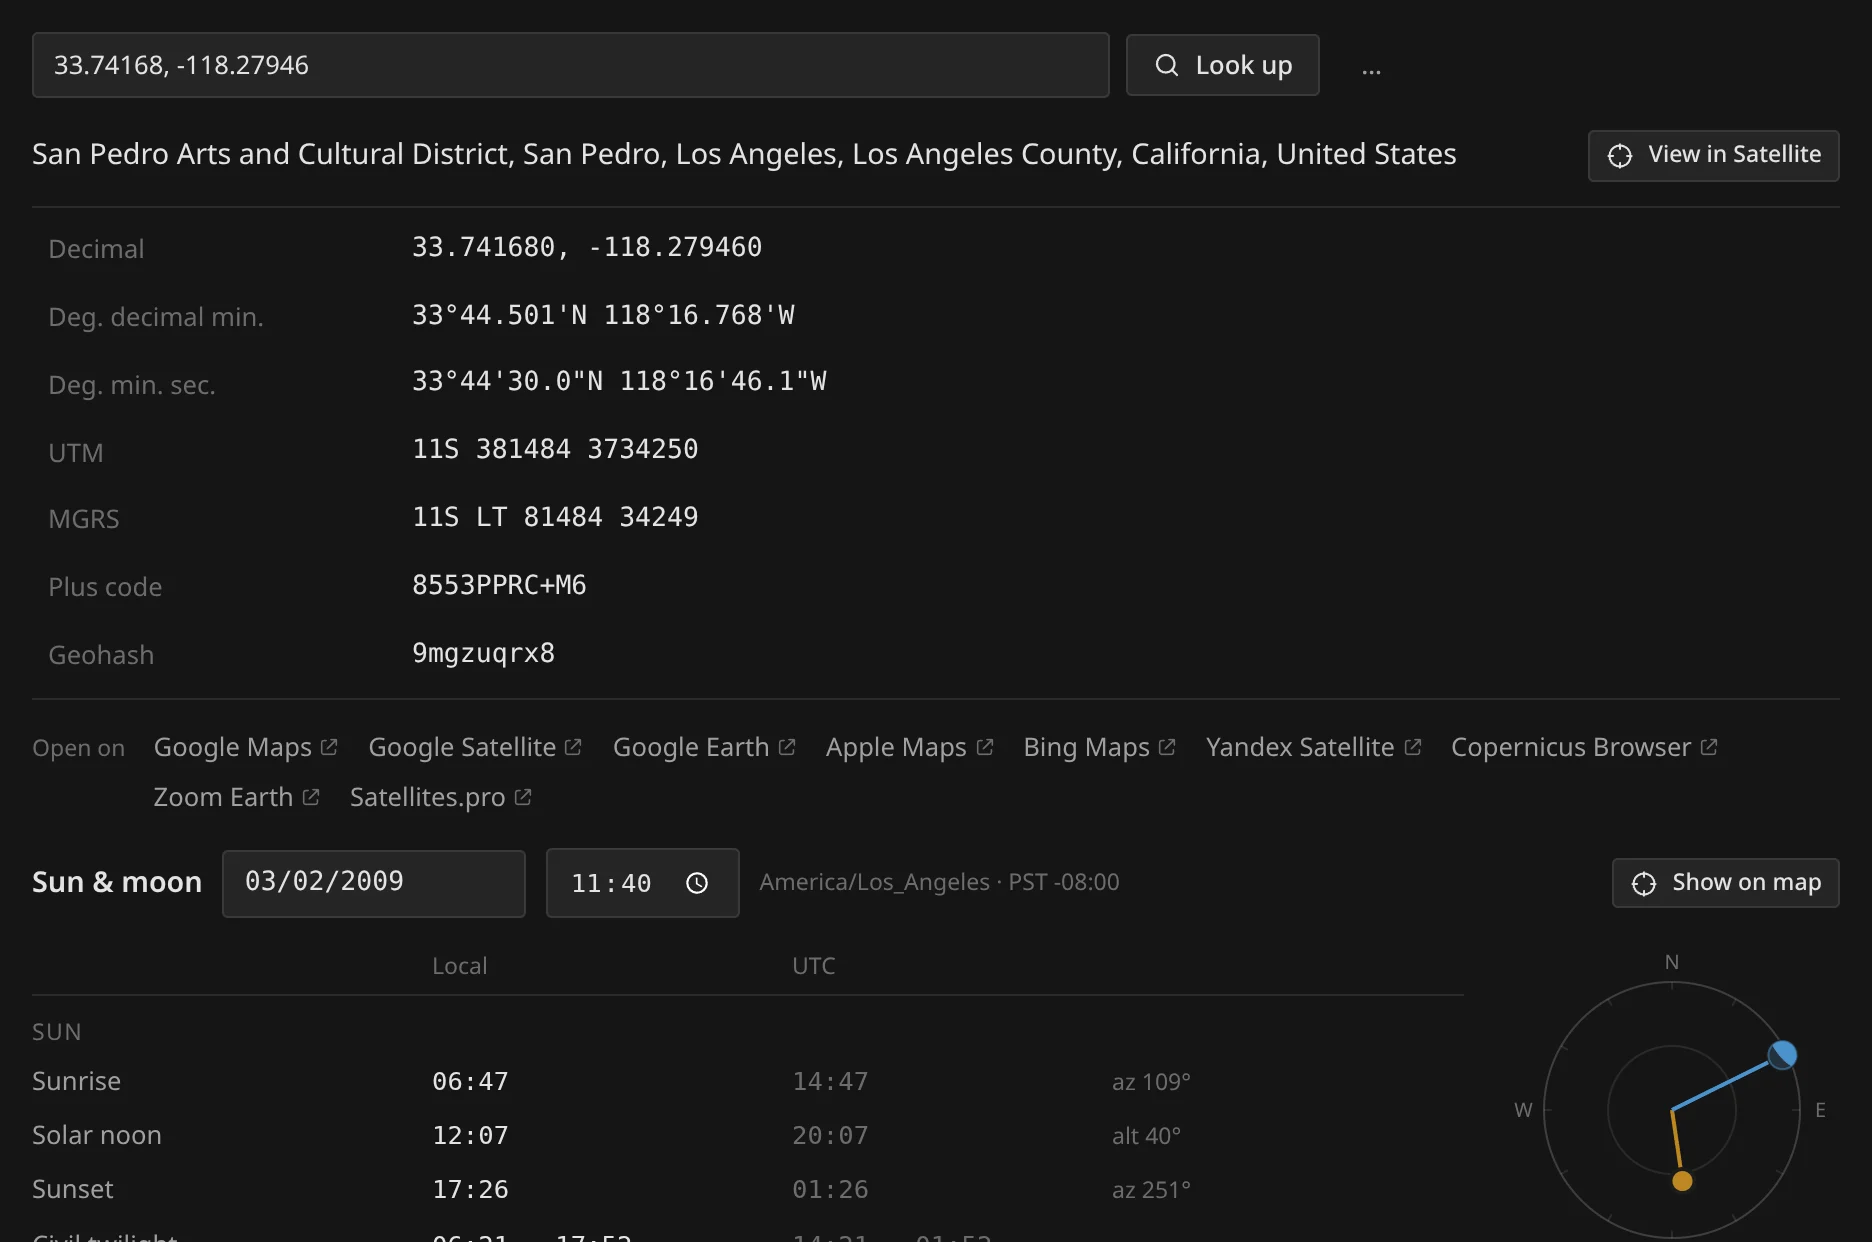 33.74168, -118.27946 Look up ...
San Pedro Arts and Cultural District, San Pedro, Los Angeles, Los Angeles County, California, United States View in Satellite
Decimal 33.741680, -118.279460
Deg. decimal min. 33°44.501'N 118°16.768'W
Deg. min. sec. 33°44'30.0"N 118°16'46.1"W
UTM 11S 381484 3734250
MGRS 11S LT 81484 34249
Plus code 8553PPRC+M6
Geohash 9mgzuqrx8
Open on Google Maps Google Satellite Google Earth Apple Maps Bing Maps Yandex Satellite Copernicus Browser
Zoom Earth Satellites.pro
Sun & moon 03/02/2009 11:40 America/Los_Angeles · PST -08:00 Show on map
Local UTC
N
SUN
Sunrise 06:47 14:47 az 109°
W E
Solar noon 12:07 20:07 alt 40°
Sunset 17:26 01:26 az 251°